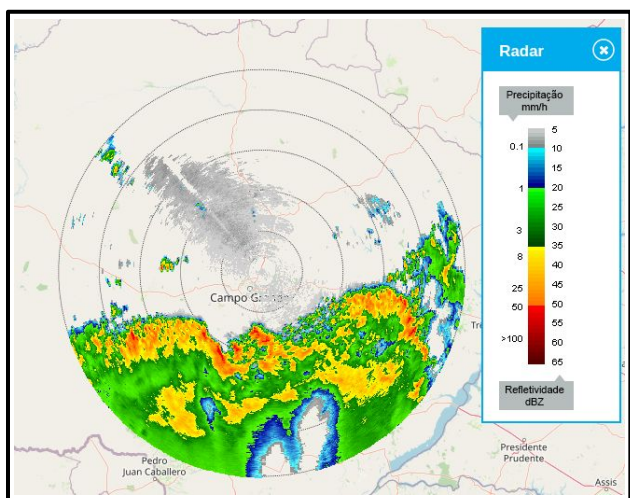 Radar
Precipitação
mm/h
5
0.1
10
15
1
20
25
3
30
35
8
40
25
45
50
50
55
>100
60
65
Refletividade
dBZ
Campo
Pedro
Juan Caballero
Presidente
Prudente
Assis